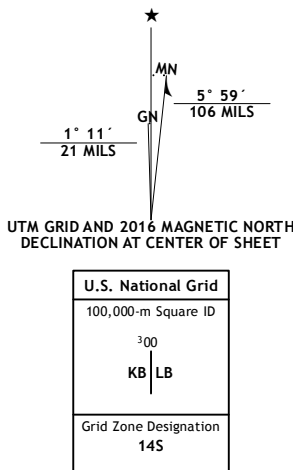 ★
MN
GN
5° 59´
106 MILS
1° 11´
21 MILS
UTM GRID AND 2016 MAGNETIC NORTH
DECLINATION AT CENTER OF SHEET
U.S. National Grid
100,000-m Square ID
³00
KB LB
Grid Zone Designation
14S